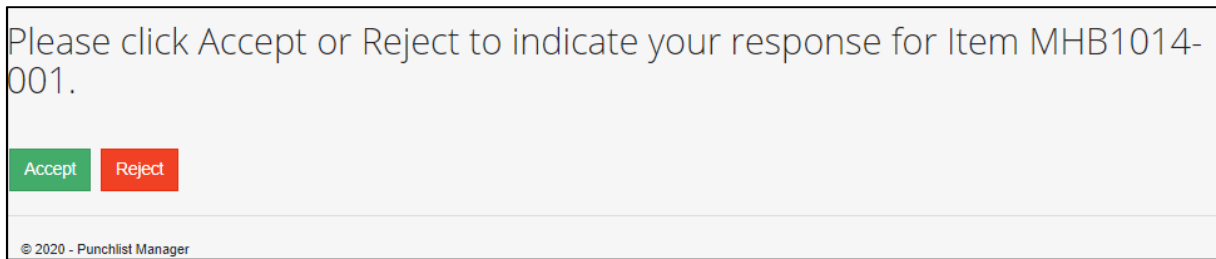 Please click Accept or Reject to indicate your response for Item MHB1014-
001.
Accept Reject
© 2020 - Punchlist Manager